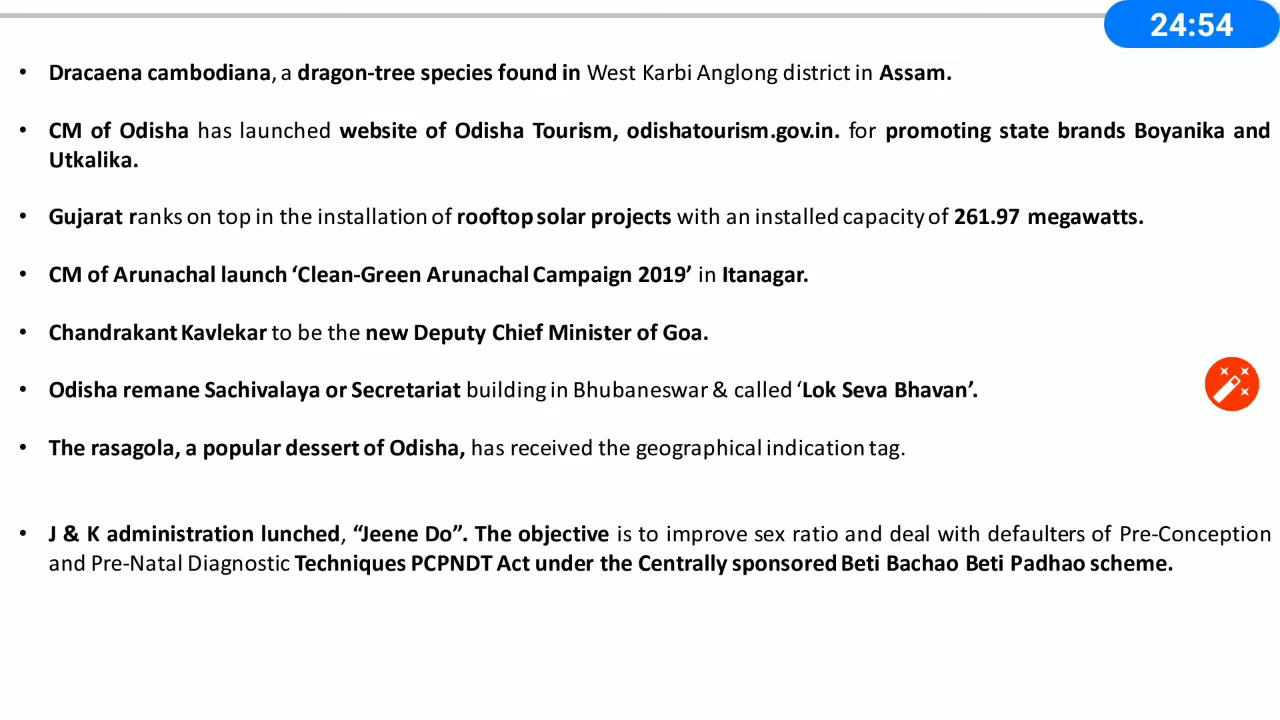 24:54
• Dracaena cambodiana, a dragon-tree species found in West Karbi Anglong district in Assam.
• CM of Odisha has launched website of Odisha Tourism, odishatourism.gov.in. for promoting state brands Boyanika and
Utkalika.
• Gujarat ranks on top in the installation of rooftop solar projects with an installed capacity of 261.97 megawatts.
• CM of Arunachal launch ‘Clean-Green Arunachal Campaign 2019’ in Itanagar.
• Chandrakant Kavlekar to be the new Deputy Chief Minister of Goa.
• Odisha remane Sachivalaya or Secretariat building in Bhubaneswar & called ‘Lok Seva Bhavan’.
• The rasagola, a popular dessert of Odisha, has received the geographical indication tag.
• J & K administration lunched, “Jeene Do”. The objective is to improve sex ratio and deal with defaulters of Pre-Conception
and Pre-Natal Diagnostic Techniques PCPNDT Act under the Centrally sponsored Beti Bachao Beti Padhao scheme.